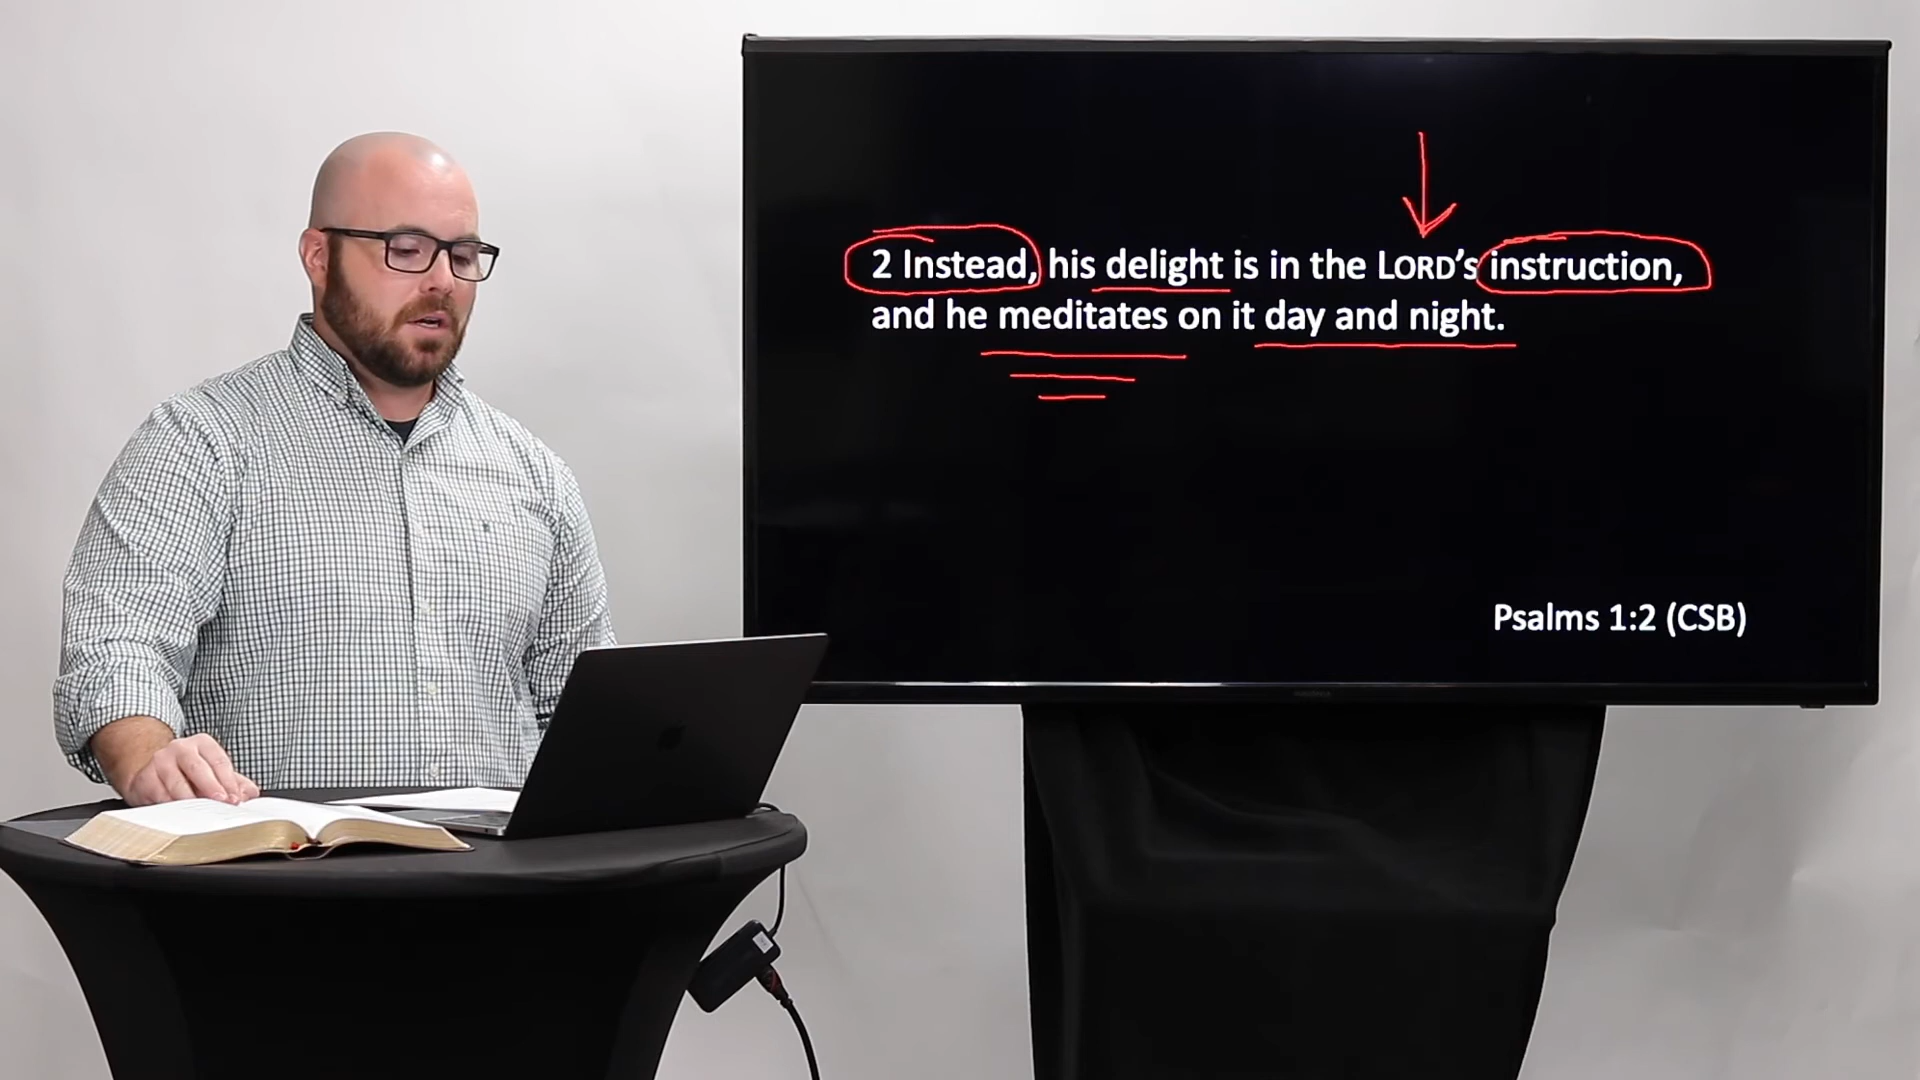 2 Instead, his delight is in the LORD's instruction,
and he meditates on it day and night.
Psalms 1:2 (CSB)